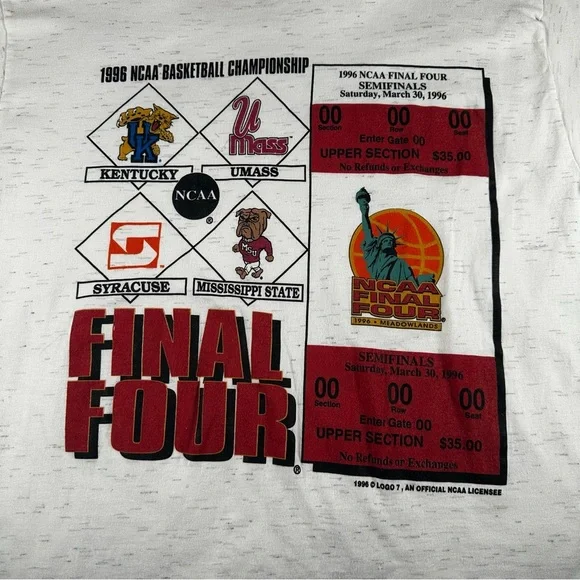 1996 NCAA® BASKETBALL CHAMPIONSHIP
UK
KENTUCKY
U
Mass
UMASS
NCAA
®
S
SYRACUSE
MSU
MISSISSIPPI STATE
FINAL
FOUR
®
1996 NCAA FINAL FOUR
SEMIFINALS
Saturday, March 30, 1996
00 00 00
Section Row Seat
Enter Gate 00
UPPER SECTION $35.00
No Refunds or Exchanges
NCAA
FINAL
FOUR®
1996 • MEADOWLANDS
SEMIFINALS
Saturday, March 30, 1996
00 00 00
Section Row Seat
Enter Gate 00
UPPER SECTION $35.00
No Refunds or Exchanges
1996 © LOGO 7, AN OFFICIAL NCAA LICENSEE